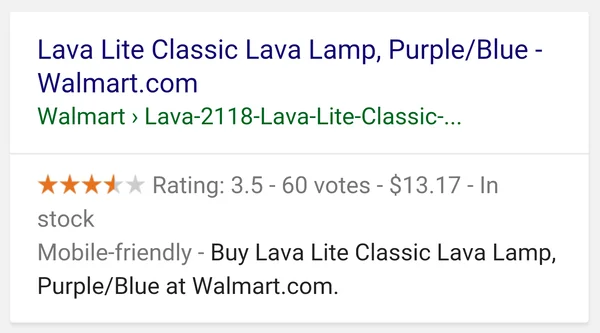 Lava Lite Classic Lava Lamp, Purple/Blue -
Walmart.com
Walmart › Lava-2118-Lava-Lite-Classic-...
Rating: 3.5 - 60 votes - $13.17 - In
stock
Mobile-friendly - Buy Lava Lite Classic Lava Lamp,
Purple/Blue at Walmart.com.